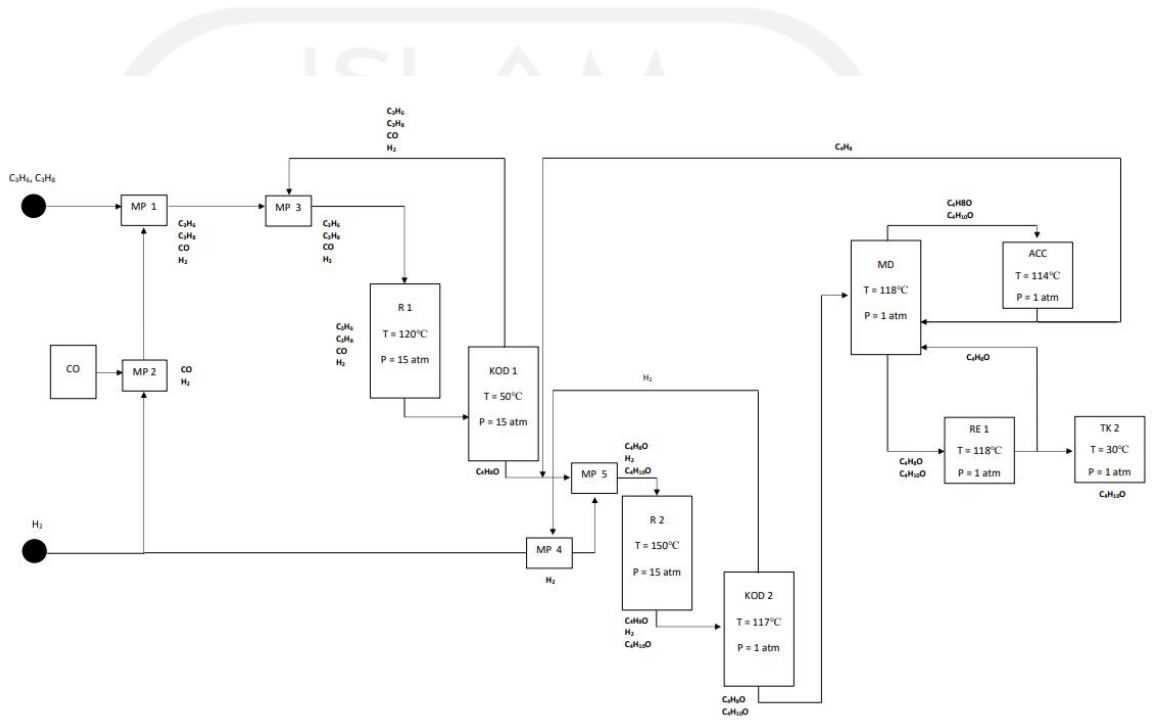 ISLAM
C₃H₆
C₃H₈
CO
H₂
C₄H₈
C₃H₆, C₃H₈
MP 1
C₃H₆
C₃H₈
CO
H₂
MP 3
C₃H₆
C₃H₈
CO
H₂
C₄H8O
C₄H₁₀O
MD
T = 118°C
P = 1 atm
ACC
T = 114°C
P = 1 atm
R 1
T = 120°C
P = 15 atm
C₃H₆
C₃H₈
CO
H₂
CO
MP 2
CO
H₂
KOD 1
T = 50°C
P = 15 atm
C₄H₈O
H₂
C₄H₈O
RE 1
T = 118°C
P = 1 atm
TK 2
T = 30°C
P = 1 atm
C₄H₁₀O
C₄H₈O
C₄H₁₀O
C₄H₈O
H₂
C₄H₁₀O
MP 5
R 2
T = 150°C
P = 15 atm
H₂
MP 4
H₂
C₄H₈O
H₂
C₄H₁₀O
KOD 2
T = 117°C
P = 1 atm
C₄H₈O
C₄H₁₀O